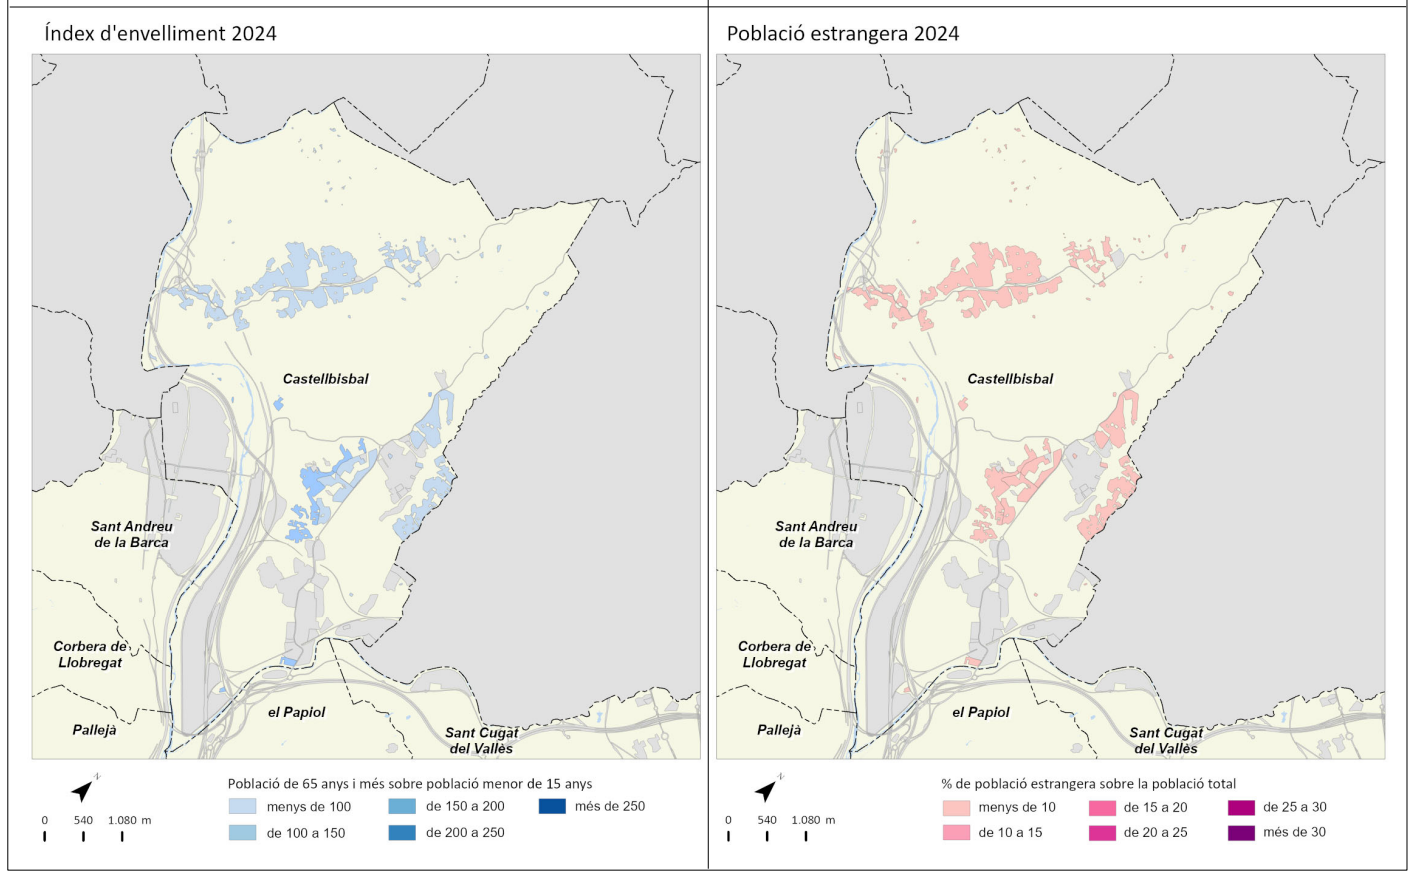 Índex d'envelliment 2024
Castellbisbal
Sant Andreu
de la Barca
Corbera de
Llobregat
Pallejà
el Papiol
Sant Cugat
del Vallès
N
0 540 1.080 m
Població de 65 anys i més sobre població menor de 15 anys
menys de 100
de 150 a 200
més de 250
de 100 a 150
de 200 a 250
Població estrangera 2024
Castellbisbal
Sant Andreu
de la Barca
Corbera de
Llobregat
Pallejà
el Papiol
Sant Cugat
del Vallès
N
0 540 1.080 m
% de població estrangera sobre la població total
menys de 10
de 15 a 20
de 25 a 30
de 10 a 15
de 20 a 25
més de 30